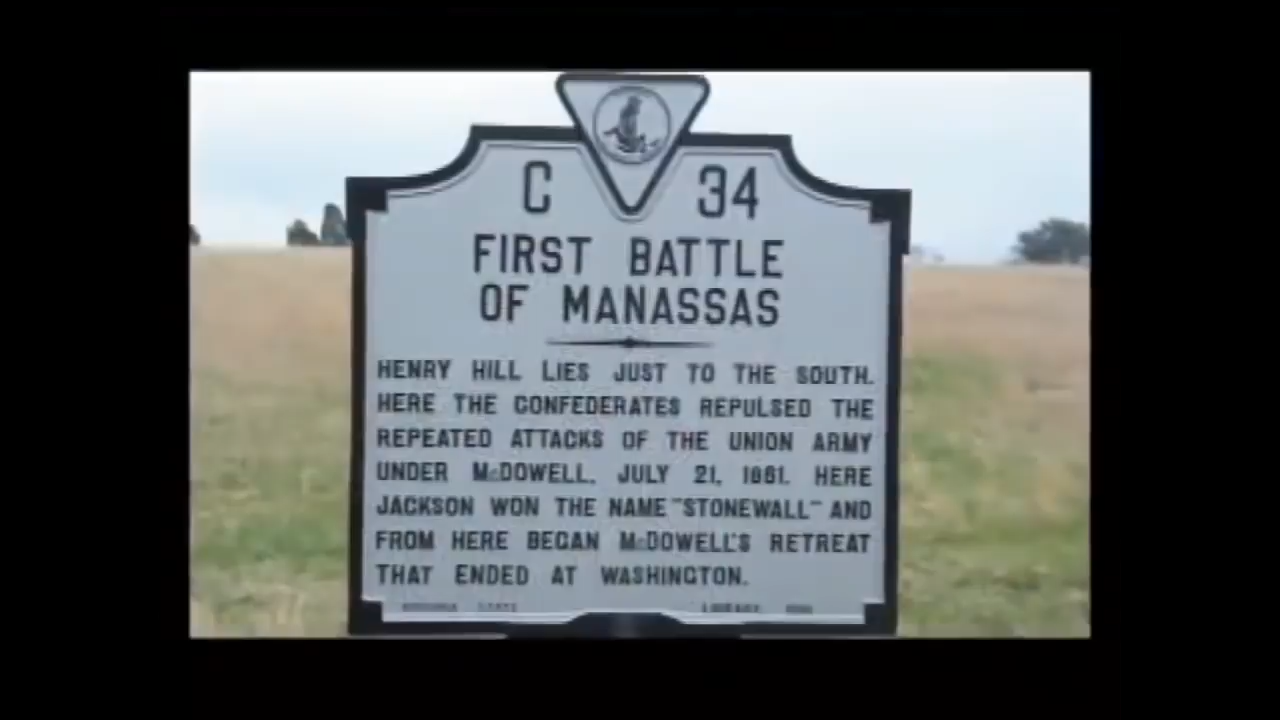 C 34
FIRST BATTLE
OF MANASSAS
HENRY HILL LIES JUST TO THE SOUTH.
HERE THE CONFEDERATES REPULSED THE
REPEATED ATTACKS OF THE UNION ARMY
UNDER McDOWELL, JULY 21, 1861. HERE
JACKSON WON THE NAME "STONEWALL" AND
FROM HERE BEGAN McDOWELL'S RETREAT
THAT ENDED AT WASHINGTON.
LIBRARY